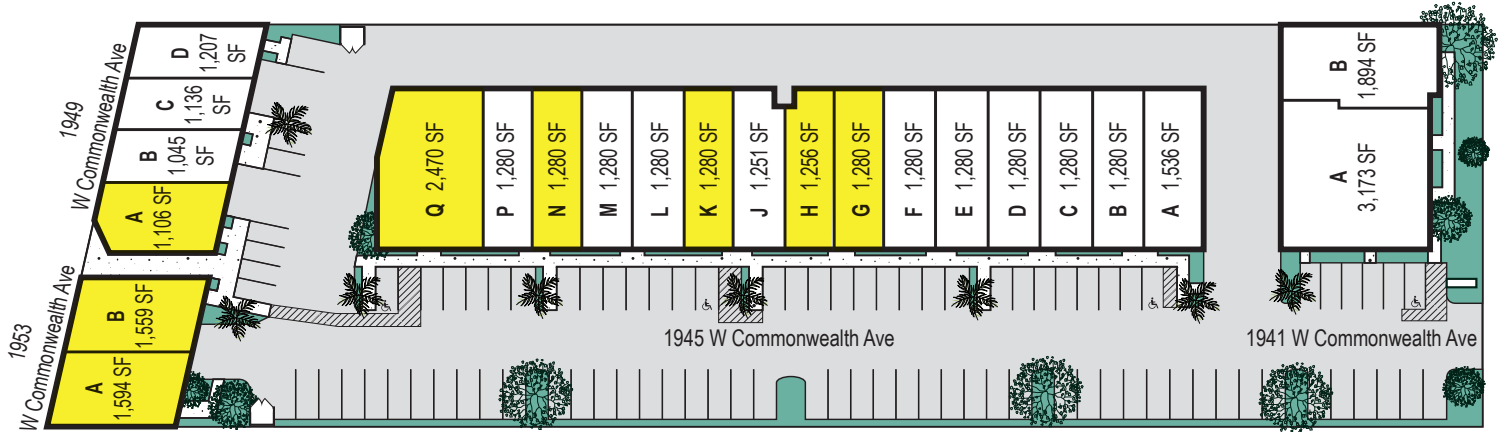 1949
W Commonwealth Ave
D
1,207
SF
C
1,136
SF
B
1,045
SF
A
1,106 SF
1953
W Commonwealth Ave
B
1,559 SF
A
1,594 SF
Q 2,470 SF
P 1,280 SF
N 1,280 SF
M 1,280 SF
L 1,280 SF
K 1,280 SF
J 1,251 SF
H 1,256 SF
G 1,280 SF
F 1,280 SF
E 1,280 SF
D 1,280 SF
C 1,280 SF
B 1,280 SF
A 1,536 SF
1945 W Commonwealth Ave
B
1,894 SF
A
3,173 SF
1941 W Commonwealth Ave